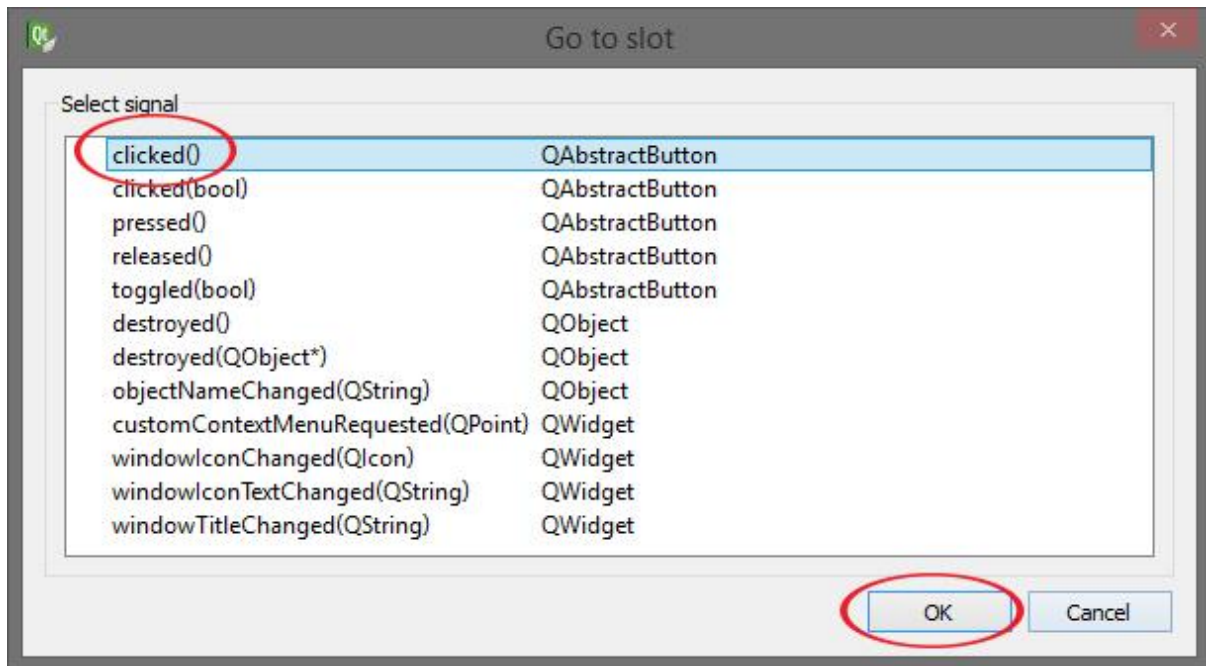 Qt
Go to slot
Select signal
clicked() QAbstractButton
clicked(bool) QAbstractButton
pressed() QAbstractButton
released() QAbstractButton
toggled(bool) QAbstractButton
destroyed() QObject
destroyed(QObject*) QObject
objectNameChanged(QString) QObject
customContextMenuRequested(QPoint) QWidget
windowIconChanged(QIcon) QWidget
windowIconTextChanged(QString) QWidget
windowTitleChanged(QString) QWidget
OK Cancel